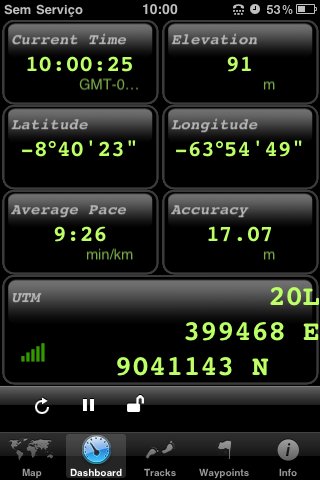 Sem Serviço 10:00 53%
Current Time
10:00:25
GMT-0...
Elevation
91
m
Latitude
-8°40'23"
Longitude
-63°54'49"
Average Pace
9:26
min/km
Accuracy
17.07
m
UTM
20L
399468 E
9041143 N
Map Dashboard Tracks Waypoints Info